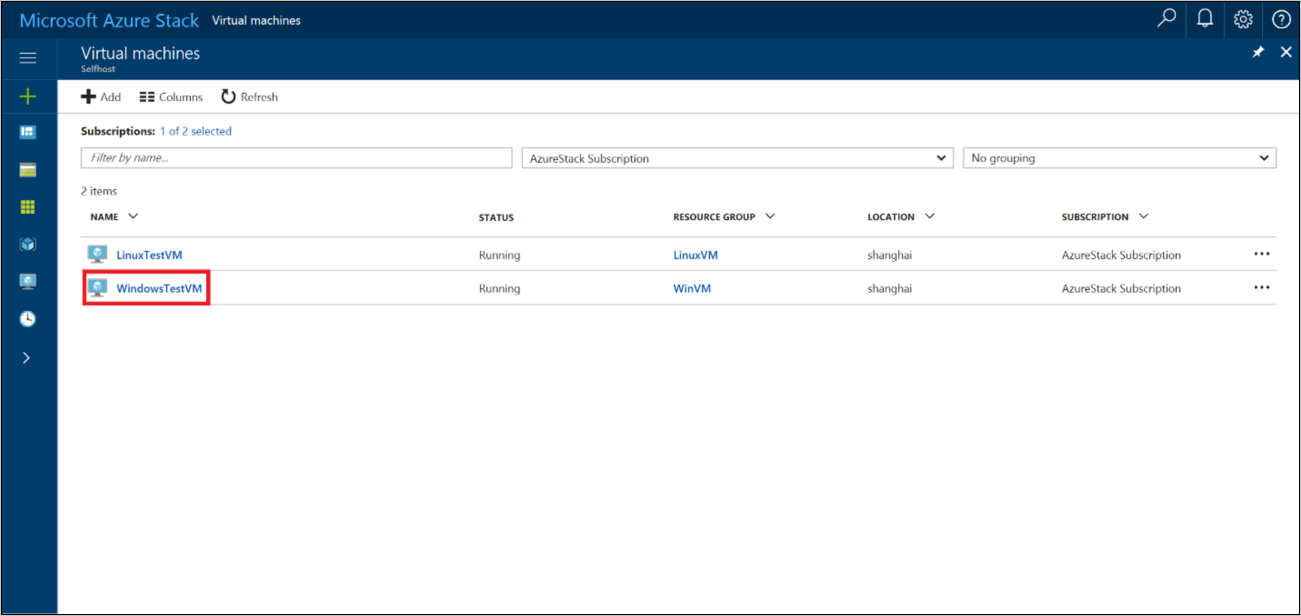 Microsoft Azure Stack Virtual machines
Virtual machines
Selfhost
Add Columns Refresh
Subscriptions: 1 of 2 selected
Filter by name... AzureStack Subscription No grouping
2 items
NAME STATUS RESOURCE GROUP LOCATION SUBSCRIPTION
LinuxTestVM Running LinuxVM shanghai AzureStack Subscription
WindowsTestVM Running WinVM shanghai AzureStack Subscription